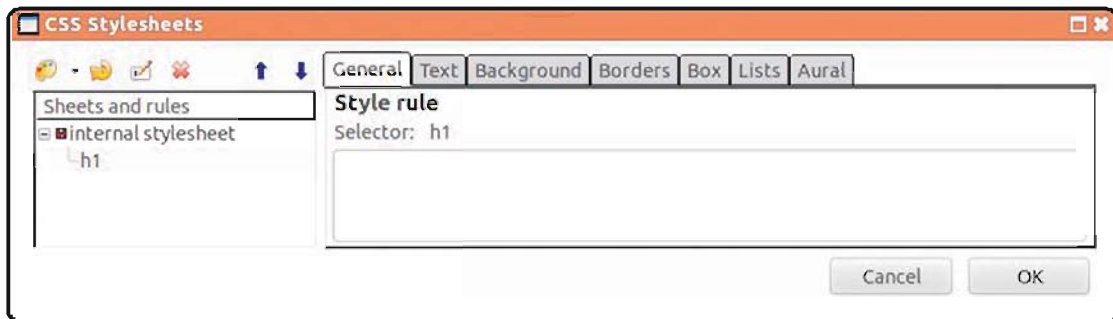 CSS Stylesheets
General Text Background Borders Box Lists Aural
Sheets and rules
internal stylesheet
h1
Style rule
Selector: h1
Cancel OK